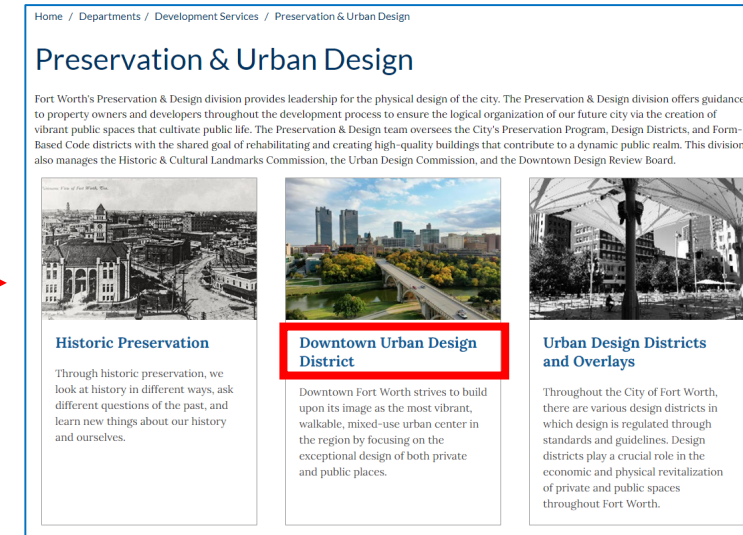 Home / Departments / Development Services / Preservation & Urban Design
Preservation & Urban Design
Fort Worth's Preservation & Design division provides leadership for the physical design of the city. The Preservation & Design division offers guidance
to property owners and developers throughout the development process to ensure the logical organization of our future city via the creation of
vibrant public spaces that cultivate public life. The Preservation & Design team oversees the City's Preservation Program, Design Districts, and Form-
Based Code districts with the shared goal of rehabilitating and creating high-quality buildings that contribute to a dynamic public realm. This division
also manages the Historic & Cultural Landmarks Commission, the Urban Design Commission, and the Downtown Design Review Board.
Historic Preservation
Through historic preservation, we
look at history in different ways, ask
different questions of the past, and
learn new things about our history
and ourselves.
Downtown Urban Design
District
Downtown Fort Worth strives to build
upon its image as the most vibrant,
walkable, mixed-use urban center in
the region by focusing on the
exceptional design of both private
and public places.
Urban Design Districts
and Overlays
Throughout the City of Fort Worth,
there are various design districts in
which design is regulated through
standards and guidelines. Design
districts play a crucial role in the
economic and physical revitalization
of private and public spaces
throughout Fort Worth.